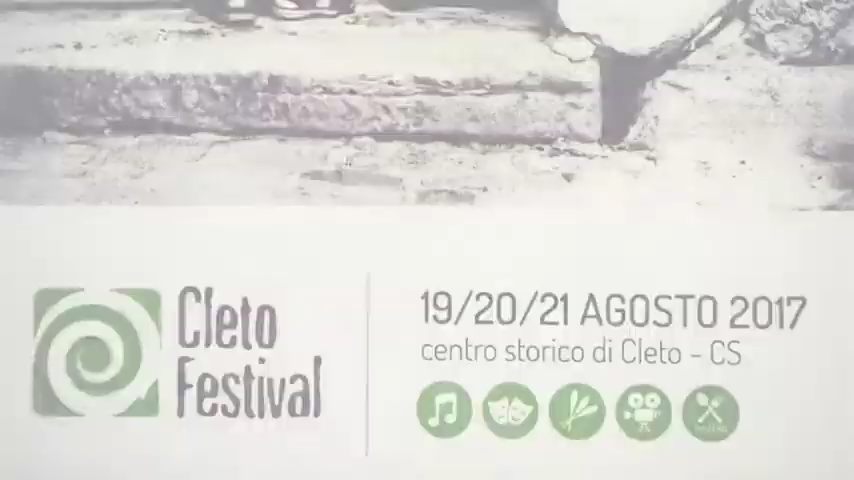 Cleto
Festival
19/20/21 AGOSTO 2017
centro storico di Cleto - CS